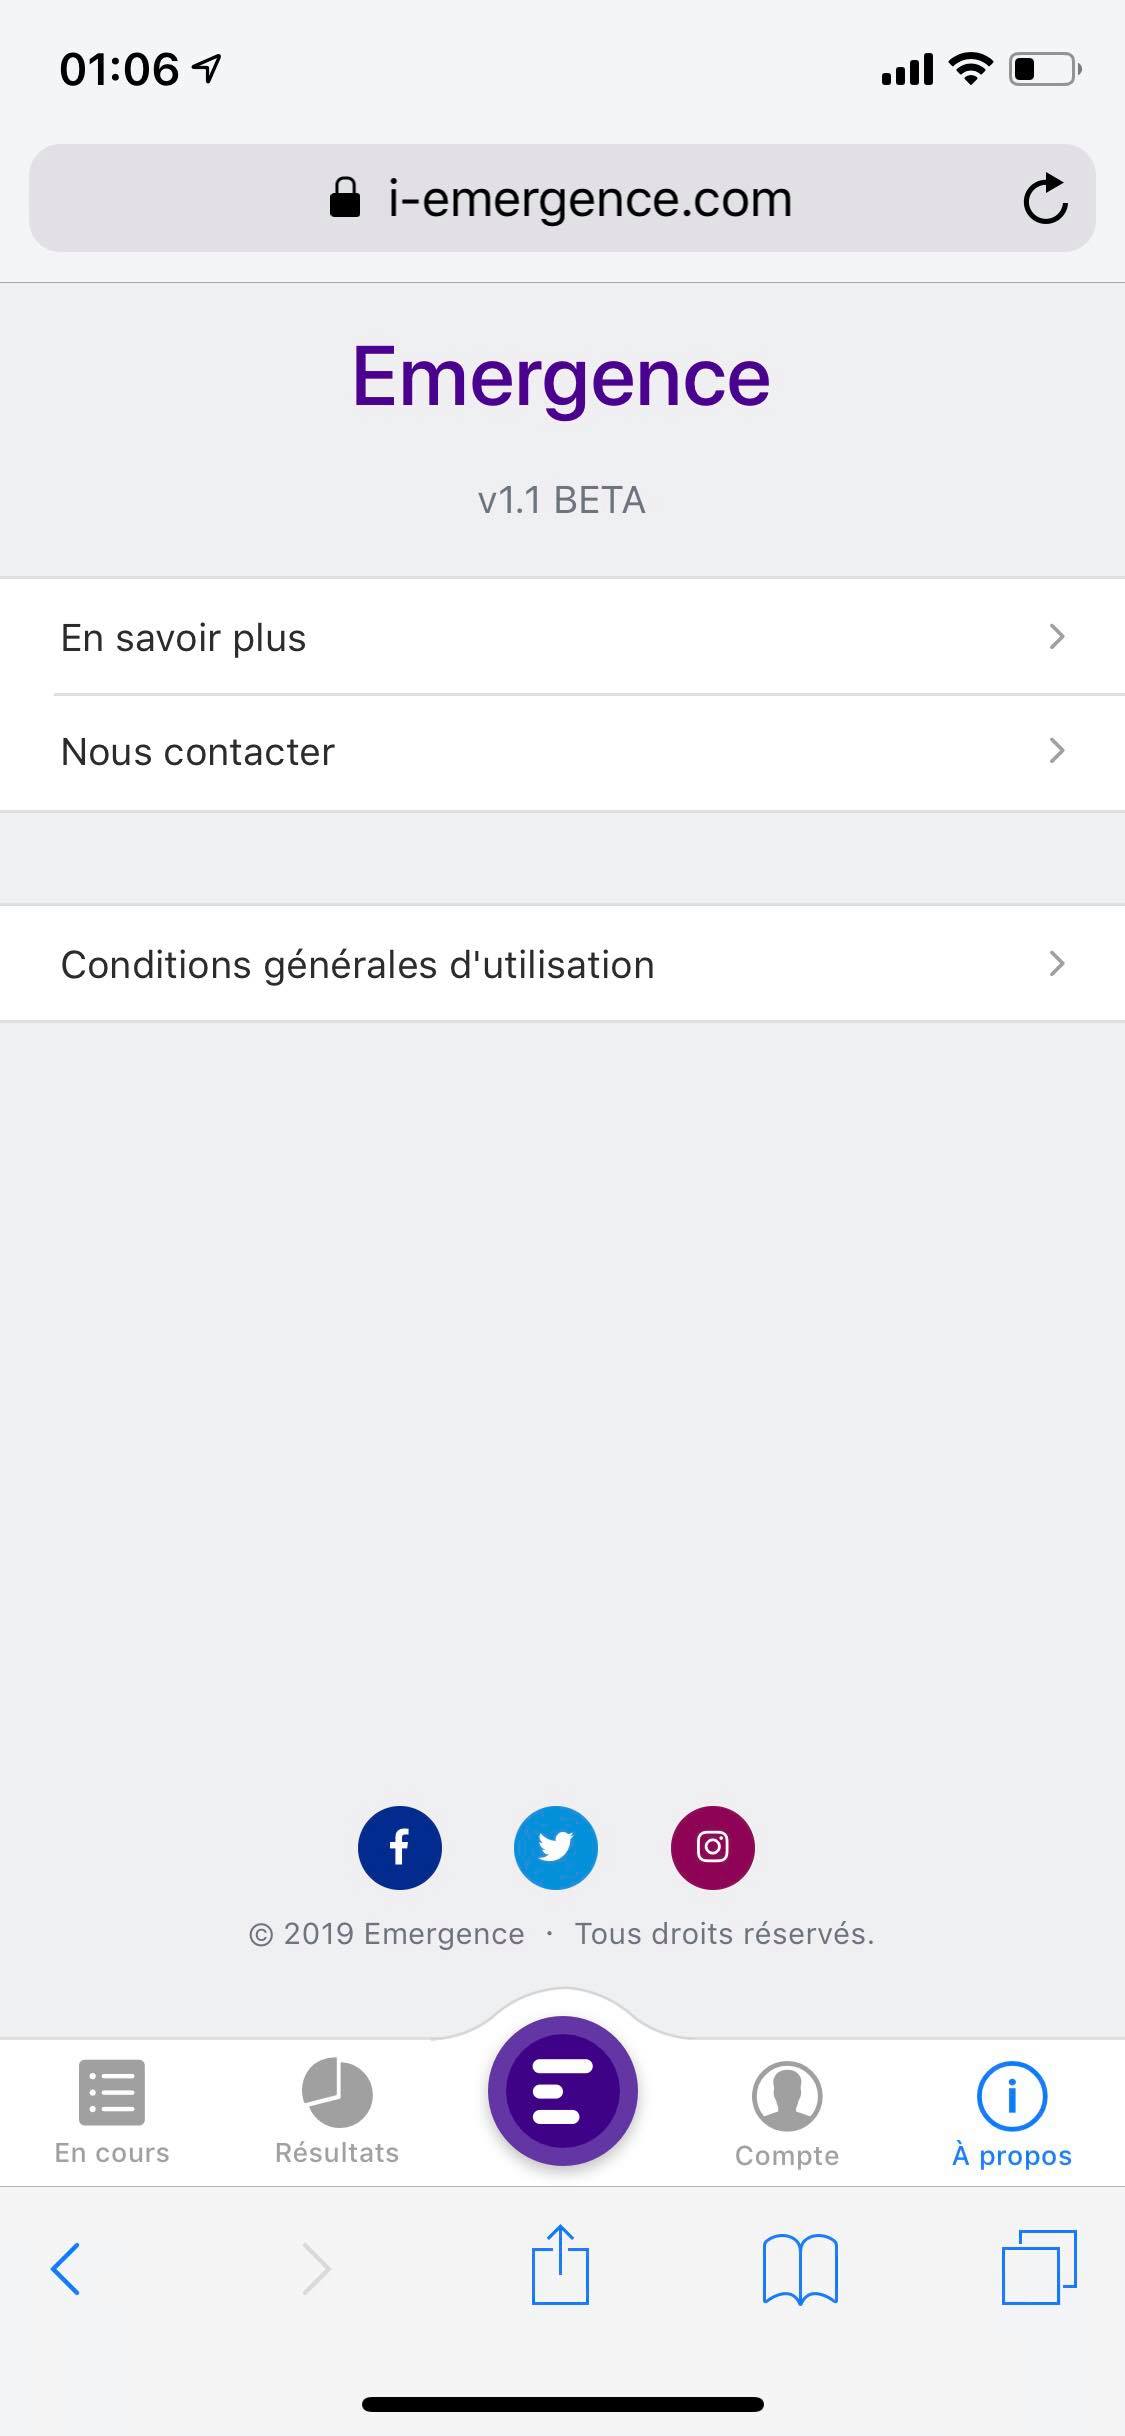 01:06
i-emergence.com
Emergence
v1.1 BETA
En savoir plus
Nous contacter
Conditions générales d'utilisation
© 2019 Emergence · Tous droits réservés.
En cours
Résultats
Compte
À propos